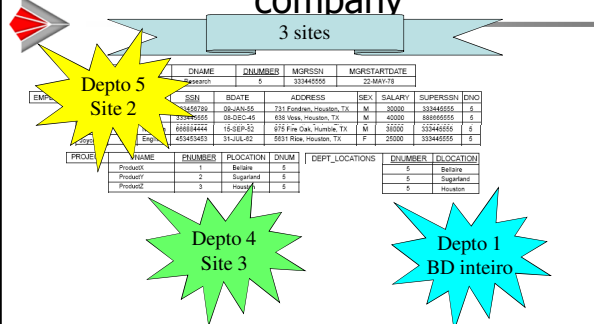 company
3 sites
DNAME DNUMBER MGRSSN MGRSTARTDATE
Research 5 333445555 22-MAY-78
Depto 5
Site 2
SSN BDATE ADDRESS SEX SALARY SUPERSSN DNO
09-JAN-55 731 Fondren, Houston, TX M 30000 333445555 5
08-DEC-45 638 Voss, Houston, TX M 40000 888665555 5
666884444 15-SEP-52 975 Fire Oak, Humble, TX M 38000 333445555 5
453453453 31-JUL-62 5631 Rice, Houston, TX F 25000 333445555 5
PNUMBER PLOCATION DNUM
ProductX 1 Bellaire 5
ProductY 2 Sugarland 5
ProductZ 3 Houston 5
DEPT_LOCATIONS DNUMBER DLOCATION
5 Bellaire
5 Sugarland
5 Houston
Depto 4
Site 3
Depto 1
BD inteiro